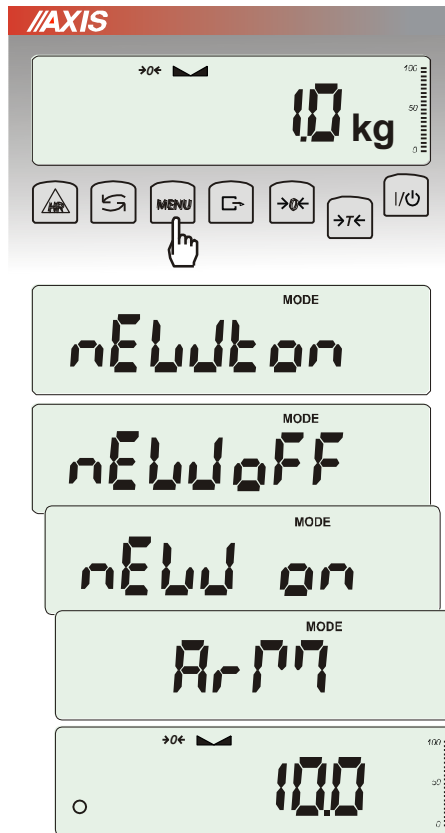 AXIS
→0←
100
50
0
1.0 kg
HR
MENU
→0←
→T←
I/
MODE
nEWton
MODE
nEWoFF
MODE
nEW on
MODE
ArM
→0←
100
50
0
10.0